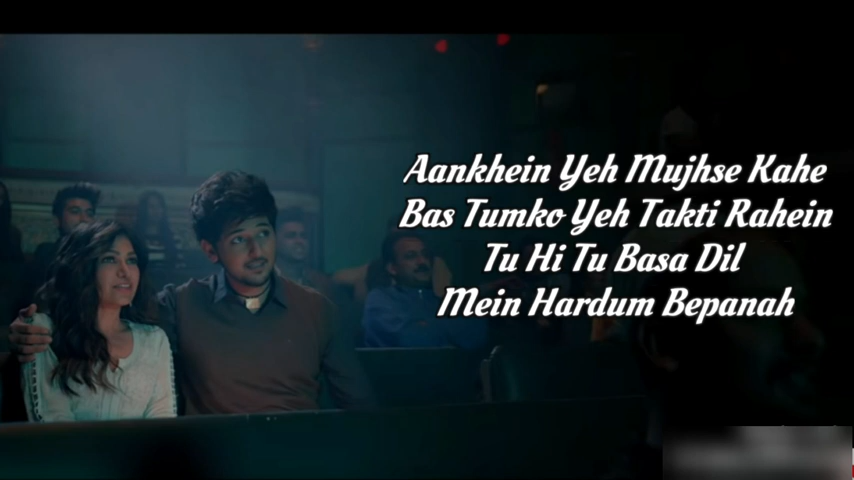 Aankhein Yeh Mujhse Kahe
Bas Tumko Yeh Takti Rahein
Tu Hi Tu Basa Dil
Mein Hardum Bepanah